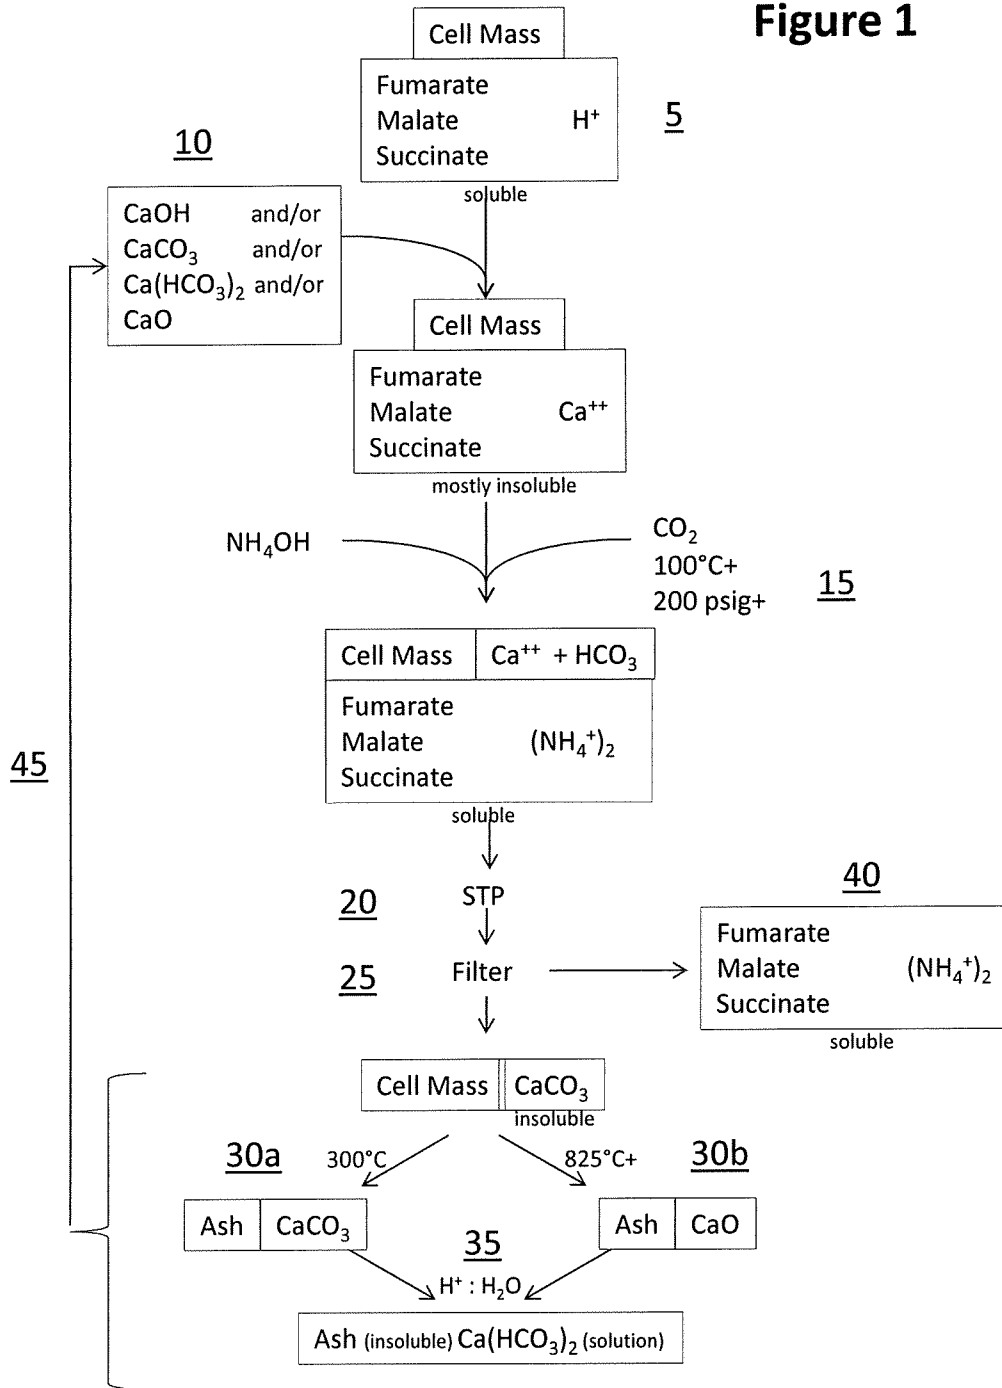 Figure 1
Cell Mass
Fumarate
Malate H⁺
Succinate
soluble
5
10
CaOH and/or
CaCO₃ and/or
Ca(HCO₃)₂ and/or
CaO
Cell Mass
Fumarate
Malate Ca⁺⁺
Succinate
mostly insoluble
NH₄OH
CO₂
100°C+
200 psig+
15
Cell Mass Ca⁺⁺ + HCO₃
Fumarate
Malate (NH₄⁺)₂
Succinate
soluble
45
20
STP
25
Filter
40
Fumarate
Malate (NH₄⁺)₂
Succinate
soluble
Cell Mass CaCO₃
insoluble
30a
300°C
825°C+
30b
Ash CaCO₃
Ash CaO
35
H⁺ : H₂O
Ash (insoluble) Ca(HCO₃)₂ (solution)